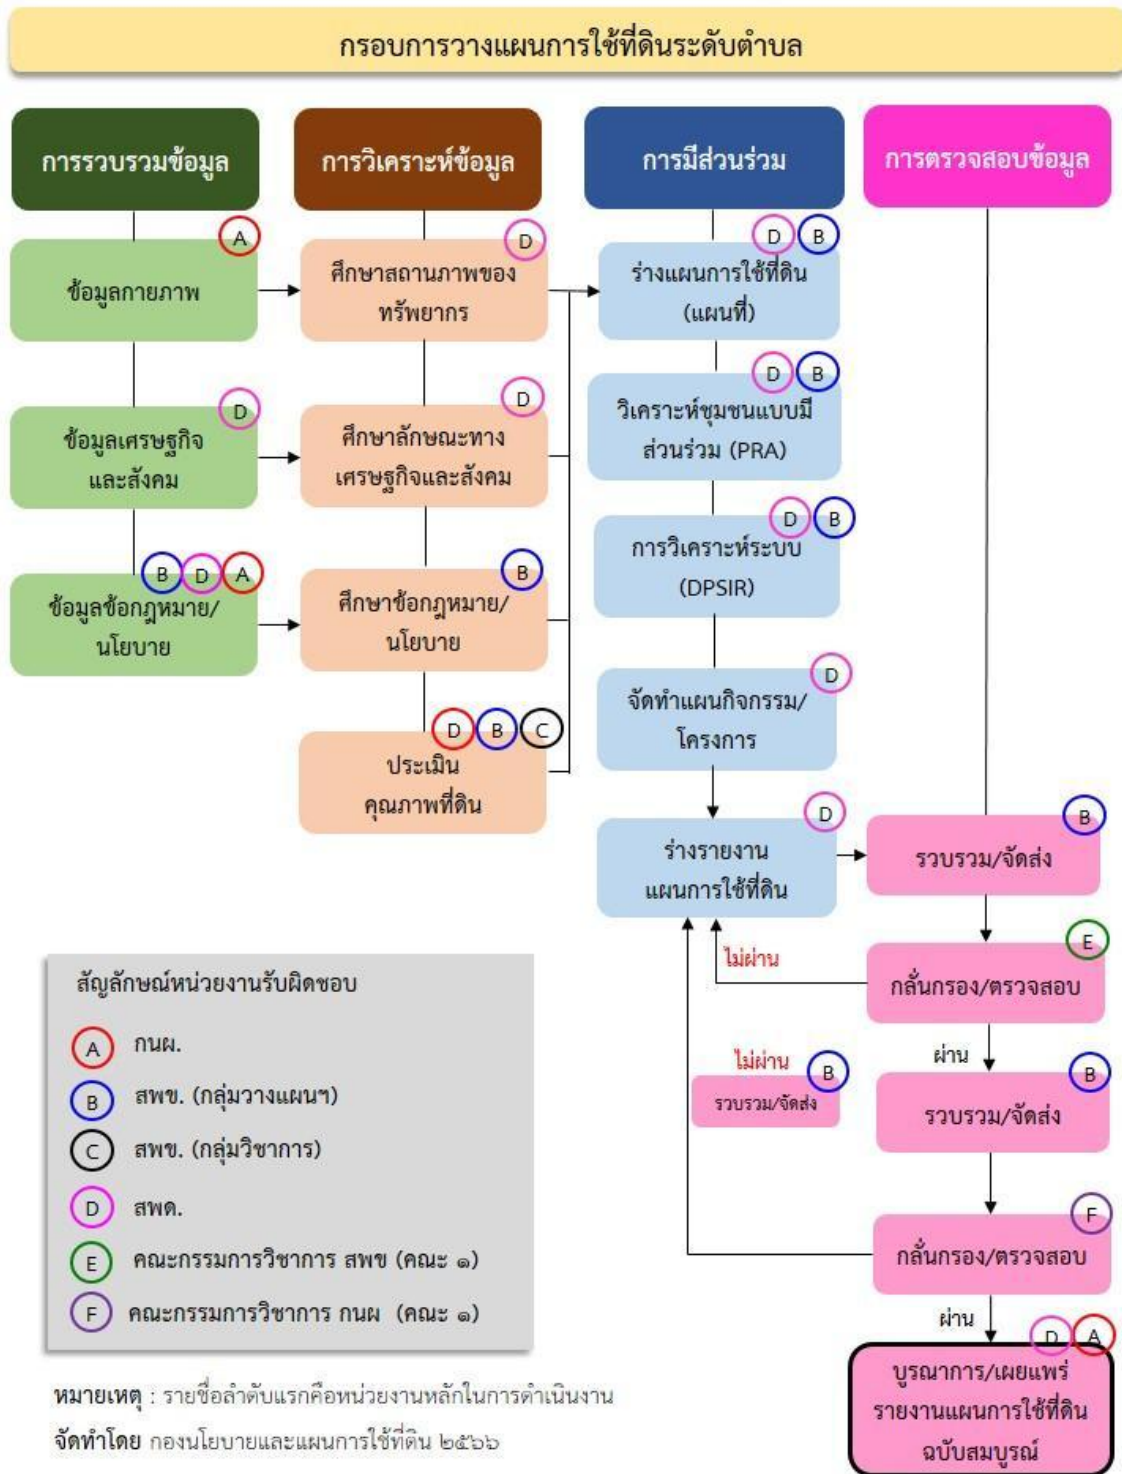 กรอบการวางแผนการใช้ที่ดินระดับตำบล
การรวบรวมข้อมูล
A
ข้อมูลกายภาพ
D
ข้อมูลเศรษฐกิจ
และสังคม
B D A
ข้อมูลข้อกฎหมาย/
นโยบาย
การวิเคราะห์ข้อมูล
D
ศึกษาสถานภาพของ
ทรัพยากร
D
ศึกษาลักษณะทาง
เศรษฐกิจและสังคม
B
ศึกษาข้อกฎหมาย/
นโยบาย
D B C
ประเมิน
คุณภาพที่ดิน
การมีส่วนร่วม
D B
ร่างแผนการใช้ที่ดิน
(แผนที่)
D B
วิเคราะห์ชุมชนแบบมี
ส่วนร่วม (PRA)
D B
การวิเคราะห์ระบบ
(DPSIR)
D
จัดทำแผนกิจกรรม/
โครงการ
D
ร่างรายงาน
แผนการใช้ที่ดิน
การตรวจสอบข้อมูล
B
รวบรวม/จัดส่ง
E
กลั่นกรอง/ตรวจสอบ
ไม่ผ่าน
ผ่าน
B
รวบรวม/จัดส่ง
ไม่ผ่าน
B
รวบรวม/จัดส่ง
F
กลั่นกรอง/ตรวจสอบ
ผ่าน
D A
บูรณาการ/เผยแพร่
รายงานแผนการใช้ที่ดิน
ฉบับสมบูรณ์
สัญลักษณ์หน่วยงานรับผิดชอบ
A กนผ.
B สพข. (กลุ่มวางแผนฯ)
C สพข. (กลุ่มวิชาการ)
D สพด.
E คณะกรรมการวิชาการ สพข (คณะ ๑)
F คณะกรรมการวิชาการ กนผ (คณะ ๑)
หมายเหตุ : รายชื่อลำดับแรกคือหน่วยงานหลักในการดำเนินงาน
จัดทำโดย กองนโยบายและแผนการใช้ที่ดิน ๒๕๖๖